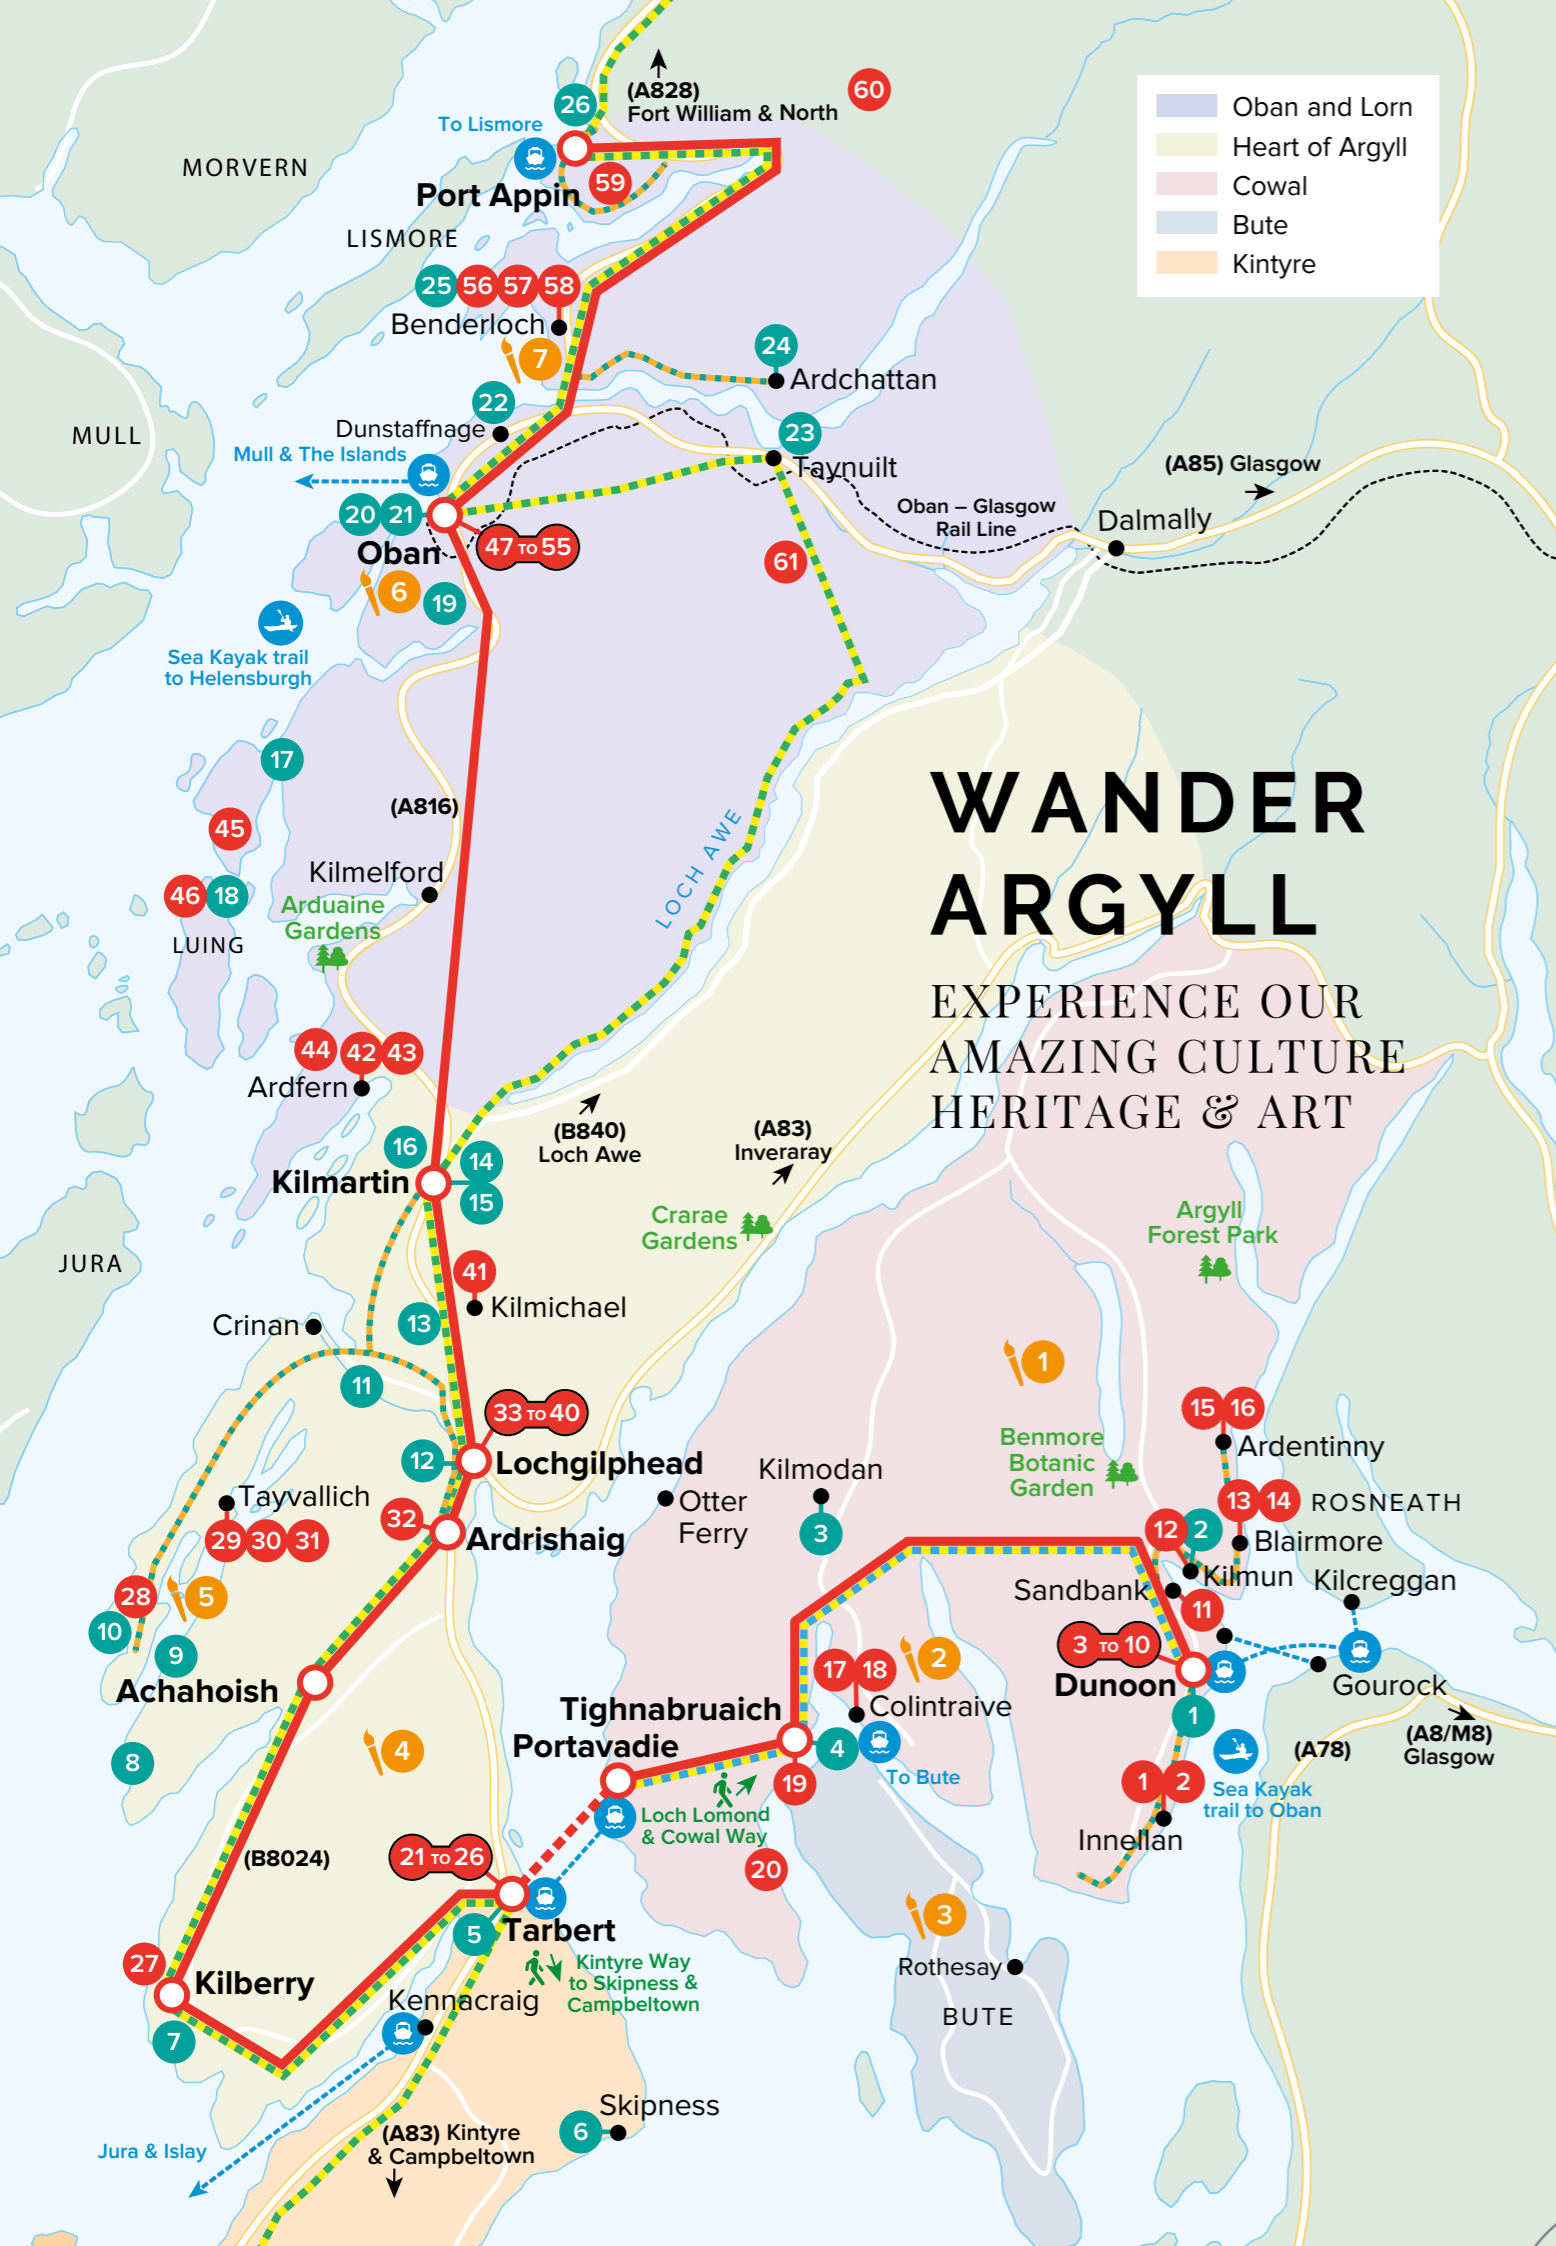 26
(A828)
Fort William & North
60
To Lismore
Port Appin
59
MORVERN
LISMORE
Oban and Lorn
Heart of Argyll
Cowal
Bute
Kintyre
25
56
57
58
Benderloch
7
24
Ardchattan
22
Dunstaffnage
23
Taynuilt
MULL
Mull & The Islands
20
21
Oban
47 TO 55
6
19
61
Oban – Glasgow
Rail Line
(A85) Glasgow
Dalmally
Sea Kayak trail
to Helensburgh
17
45
(A816)
46
18
LUING
Kilmelford
Arduaine
Gardens
LOCH AWE
WANDER
ARGYLL
EXPERIENCE OUR
AMAZING CULTURE
HERITAGE & ART
44
42
43
Ardfern
16
14
15
Kilmartin
(B840)
Loch Awe
(A83)
Inveraray
Crarae
Gardens
Argyll
Forest Park
JURA
41
Kilmichael
13
Crinan
11
1
33 TO 40
12
Lochgilphead
15
16
Ardentinny
Benmore
Botanic
Garden
Kilmodan
3
Otter
Ferry
Tayvallich
29
30
31
32
Ardrishaig
13
14
ROSNEATH
Blairmore
12
2
Kilmun
Kilcreggan
Sandbank
11
28
5
10
9
Achahoish
3 TO 10
Dunoon
Gourock
1
17
18
2
Colintraive
Tighnabruaich
Portavadie
4
To Bute
19
(A78)
(A8/M8)
Glasgow
8
4
1
2
Innellan
Sea Kayak
trail to Oban
Loch Lomond
& Cowal Way
20
(B8024)
21 TO 26
5
Tarbert
3
Rothesay
BUTE
27
Kilberry
7
Kintyre Way
to Skipness &
Campbeltown
Kennacraig
Skipness
6
Jura & Islay
(A83) Kintyre
& Campbeltown